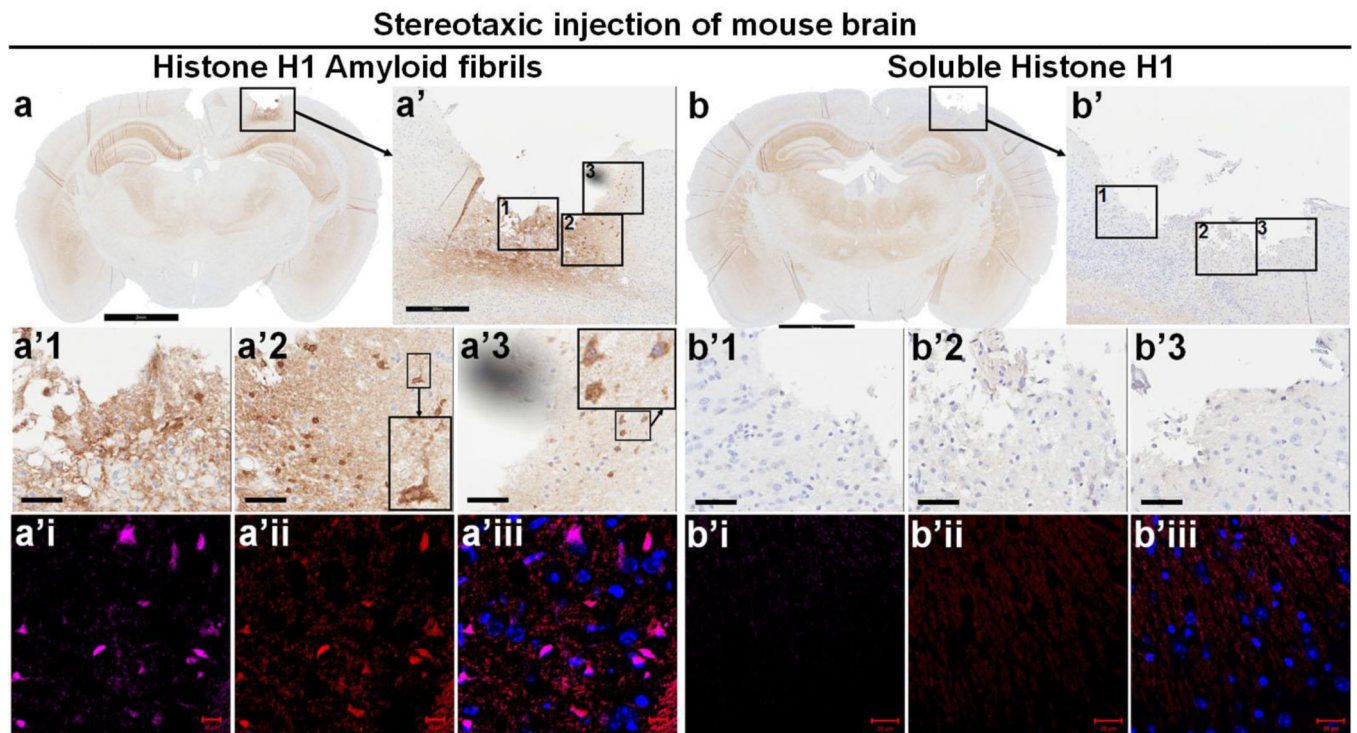 Stereotaxic injection of mouse brain
Histone H1 Amyloid fibrils
Soluble Histone H1
a
a'
1
2
3
b
b'
1
2
3
a'1
a'2
a'3
b'1
b'2
b'3
a'i
a'ii
a'iii
b'i
b'ii
b'iii